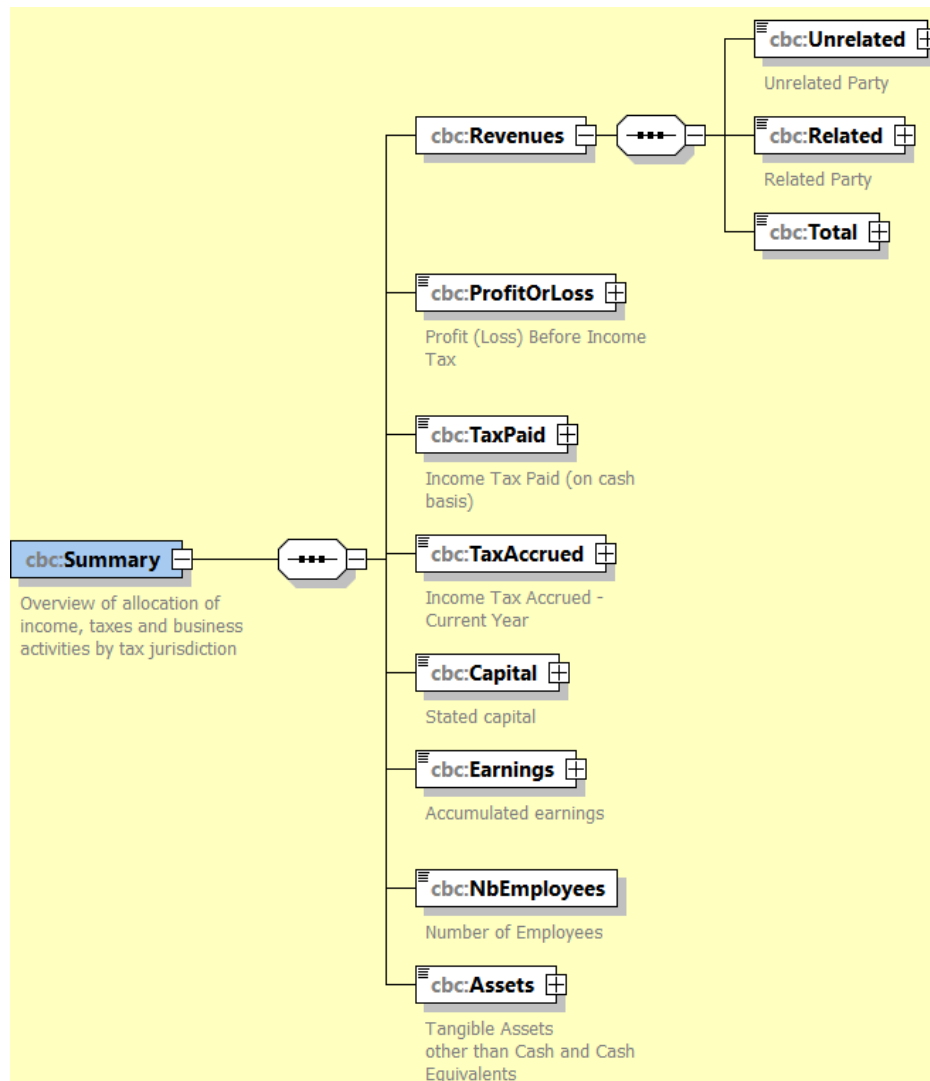 cbc:Unrelated
Unrelated Party
cbc:Revenues
cbc:Related
Related Party
cbc:Total
cbc:ProfitOrLoss
Profit (Loss) Before Income
Tax
cbc:TaxPaid
Income Tax Paid (on cash
basis)
cbc:Summary
Overview of allocation of
income, taxes and business
activities by tax jurisdiction
cbc:TaxAccrued
Income Tax Accrued -
Current Year
cbc:Capital
Stated capital
cbc:Earnings
Accumulated earnings
cbc:NbEmployees
Number of Employees
cbc:Assets
Tangible Assets
other than Cash and Cash
Equivalents